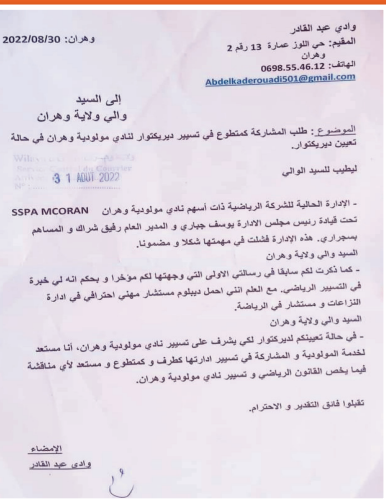 وادي عبد القادر
وهران: 2022/08/30
المقيم: حي اللوز عمارة 13 رقم 2
وهران
الهاتف: 0698.55.46.12
Abdelkaderouadi501@gmail.com
إلى السيد
والي ولاية وهران
الموضوع : طلب المشاركة كمتطوع في تسيير ديريكتوار لنادي مولودية وهران في حالة
تعيين ديريكتوار.
31 AOUT 2022
ليطيب للسيد الوالي
- الإدارة الحالية للشركة الرياضية ذات أسهم نادي مولودية وهران SSPA MCORAN
تحت قيادة رئيس مجلس الادارة يوسف جباري و المدير العام رفيق شراك و المساهم
بسجراري. هذه الإدارة فشلت في مهمتها شكلا و مضمونا.
السيد والي ولاية وهران
- كما ذكرت لكم سابقا في رسالتي الاولى التي وجهتها لكم مؤخرا و بحكم انه لي خبرة
في التسيير الرياضي. مع العلم انني احمل ديبلوم مستشار مهني احترافي في ادارة
النزاعات و مستشار في الرياضة.
السيد والي ولاية وهران
- في حالة تعيينكم لديركتوار لكي يشرف على تسيير نادي مولودية وهران، أنا مستعد
لخدمة المولودية و المشاركة في تسيير ادارتها كطرف و كمتطوع و مستعد لأي مناقشة
فيما يخص القانون الرياضي و تسيير نادي مولودية وهران.
تقبلوا فائق التقدير و الاحترام.
الإمضاء
وادي عبد القادر